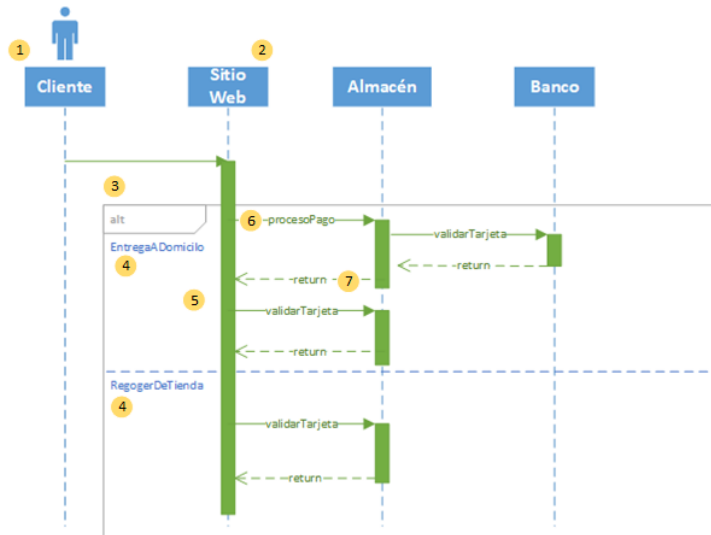 1
2
Cliente
Sitio
Web
Almacén
Banco
3
alt
6
procesoPago
validarTarjeta
EntregaADomicilo
4
return
return
7
5
validarTarjeta
return
RegogerDeTienda
4
validarTarjeta
return